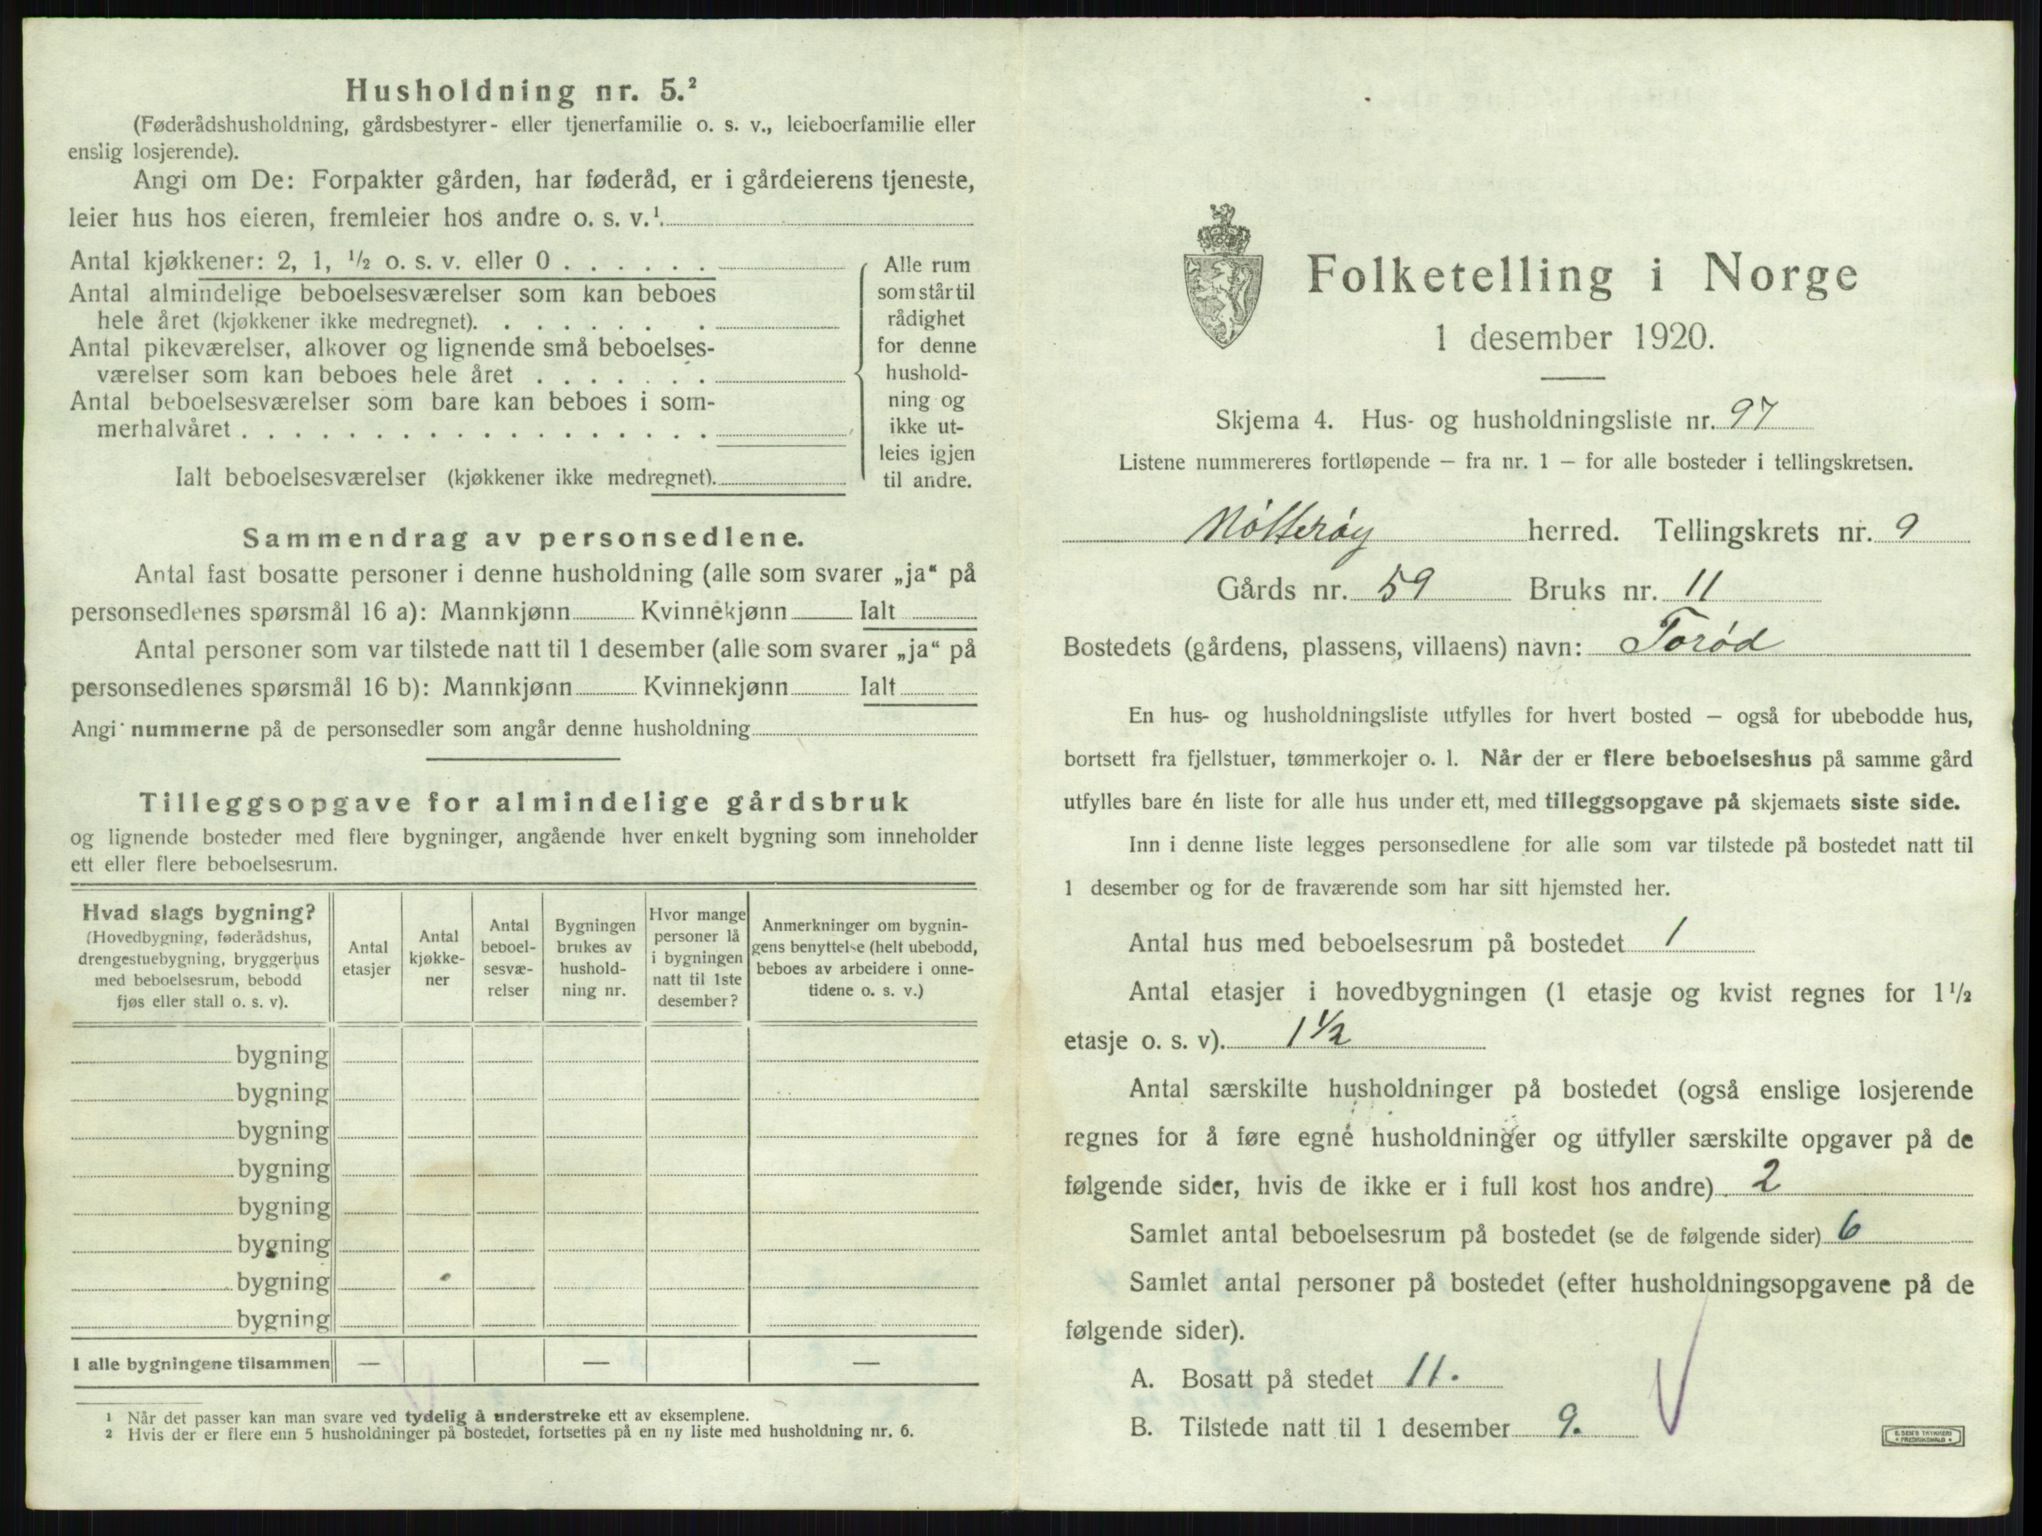 Husholdning nr. 5.²
(Føderådshusholdning, gårdsbestyrer- eller tjenerfamilie o. s. v., leieboerfamilie eller
enslig losjerende).
Angi om De: Forpakter gården, har føderåd, er i gårdeierens tjeneste,
leier hus hos eieren, fremleier hos andre o. s. v.¹
Antal kjøkkener: 2, 1, ½ o. s. v. eller 0 . . . . . .
Antal almindelige beboelsesværelser som kan beboes
hele året (kjøkkener ikke medregnet). . . . . . . .
Antal pikeværelser, alkover og lignende små beboelses-
værelser som kan beboes hele året . . . . . . .
Antal beboelsesværelser som bare kan beboes i som-
merhalvåret . . . . . . . . . . . . . . . . . .
Ialt beboelsesværelser (kjøkkener ikke medregnet).
Alle rum
som står til
rådighet
for denne
hushold-
ning og
ikke ut-
leies igjen
til andre.
Sammendrag av personsedlene.
Antal fast bosatte personer i denne husholdning (alle som svarer „ja“ på
personsedlenes spørsmål 16 a): Mannkjønn Kvinnekjønn Ialt
Antal personer som var tilstede natt til 1 desember (alle som svarer „ja“ på
personsedlenes spørsmål 16 b): Mannkjønn Kvinnekjønn Ialt
Angi nummerne på de personsedler som angår denne husholdning
Tilleggsopgave for almindelige gårdsbruk
og lignende bosteder med flere bygninger, angående hver enkelt bygning som inneholder
ett eller flere beboelsesrum.
Hvad slags bygning?
(Hovedbygning, føderådshus,
drengestuebygning, bryggerhus
med beboelsesrum, bebodd
fjøs eller stall o. s. v).
Antal
etasjer
Antal
kjøkke-
ner
Antal
beboel-
sesvæ-
relser
Bygningen
brukes av
hushold-
ning nr.
Hvor mange
personer lå
i bygningen
natt til 1ste
desember?
Anmerkninger om bygnin-
gens benyttelse (helt ubebodd,
beboes av arbeidere i onne-
tidene o. s. v.)
bygning
bygning
bygning
bygning
bygning
bygning
bygning
bygning
I alle bygningene tilsammen — — —
¹ Når det passer kan man svare ved tydelig å understreke ett av eksemplene.
² Hvis der er flere enn 5 husholdninger på bostedet, fortsettes på en ny liste med husholdning nr. 6.
Folketelling i Norge
1 desember 1920.
Skjema 4. Hus- og husholdningsliste nr. 97
Listene nummereres fortløpende — fra nr. 1 — for alle bosteder i tellingskretsen.
Nøtterøy herred. Tellingskrets nr. 9
Gårds nr. 59 Bruks nr. 11
Bostedets (gårdens, plassens, villaens) navn: Torød
En hus- og husholdningsliste utfylles for hvert bosted — også for ubebodde hus,
bortsett fra fjellstuer, tømmerkojer o. l. Når der er flere beboelseshus på samme gård
utfylles bare én liste for alle hus under ett, med tilleggsopgave på skjemaets siste side.
Inn i denne liste legges personsedlene for alle som var tilstede på bostedet natt til
1 desember og for de fraværende som har sitt hjemsted her.
Antal hus med beboelsesrum på bostedet 1
Antal etasjer i hovedbygningen (1 etasje og kvist regnes for 1½
etasje o. s. v). 1½
Antal særskilte husholdninger på bostedet (også enslige losjerende
regnes for å føre egne husholdninger og utfyller særskilte opgaver på de
følgende sider, hvis de ikke er i full kost hos andre) 2
Samlet antal beboelsesrum på bostedet (se de følgende sider) 6
Samlet antal personer på bostedet (efter husholdningsopgavene på de
følgende sider).
A. Bosatt på stedet 11.
B. Tilstede natt til 1 desember 9.